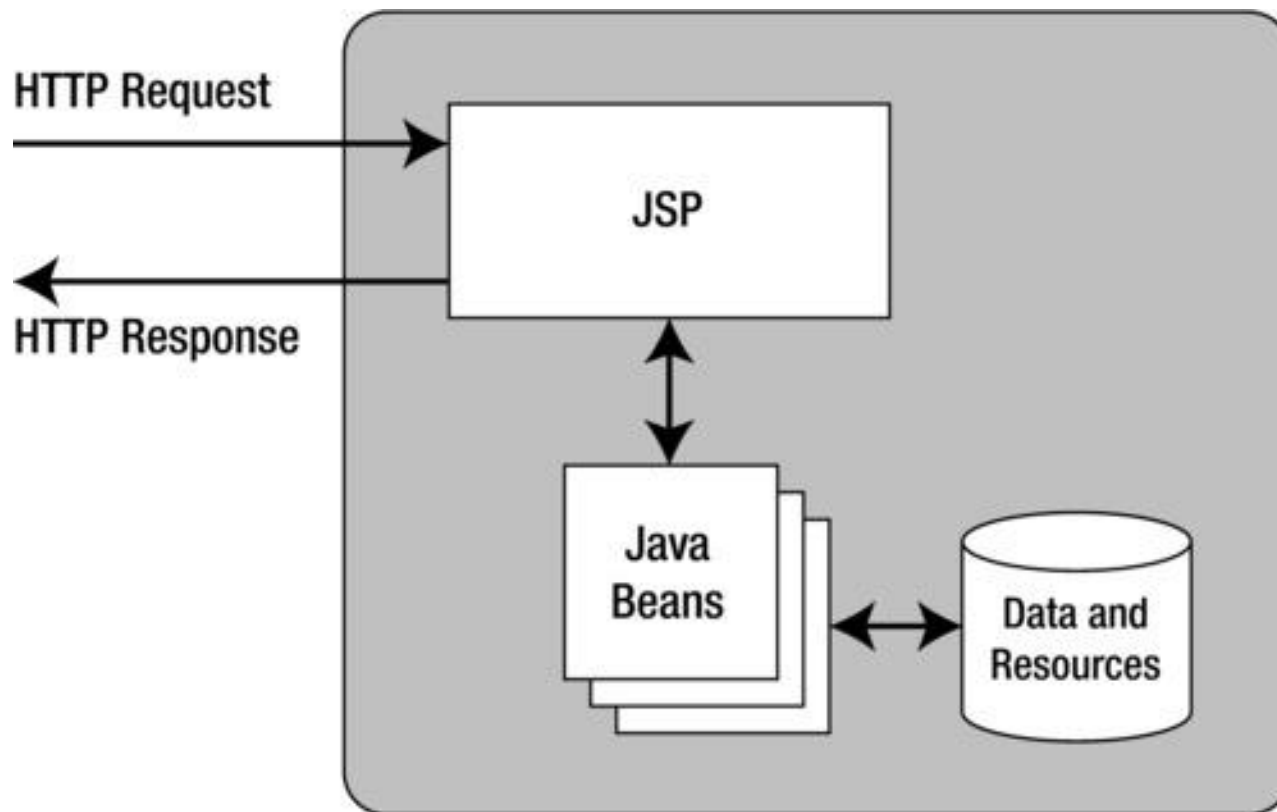 HTTP Request
JSP
HTTP Response
Java
Beans
Data and
Resources